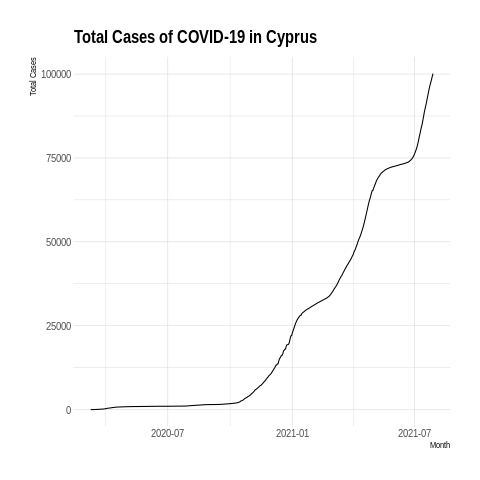 Total Cases of COVID-19 in Cyprus
Total Cases
100000
75000
50000
25000
0
2020-07
2021-01
2021-07
Month